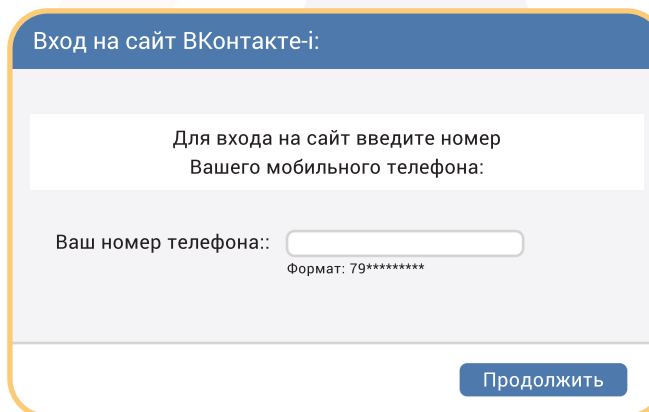 Вход на сайт ВКонтакте-i:
Для входа на сайт введите номер
Вашего мобильного телефона:
Ваш номер телефона::
Формат: 79*********
Продолжить